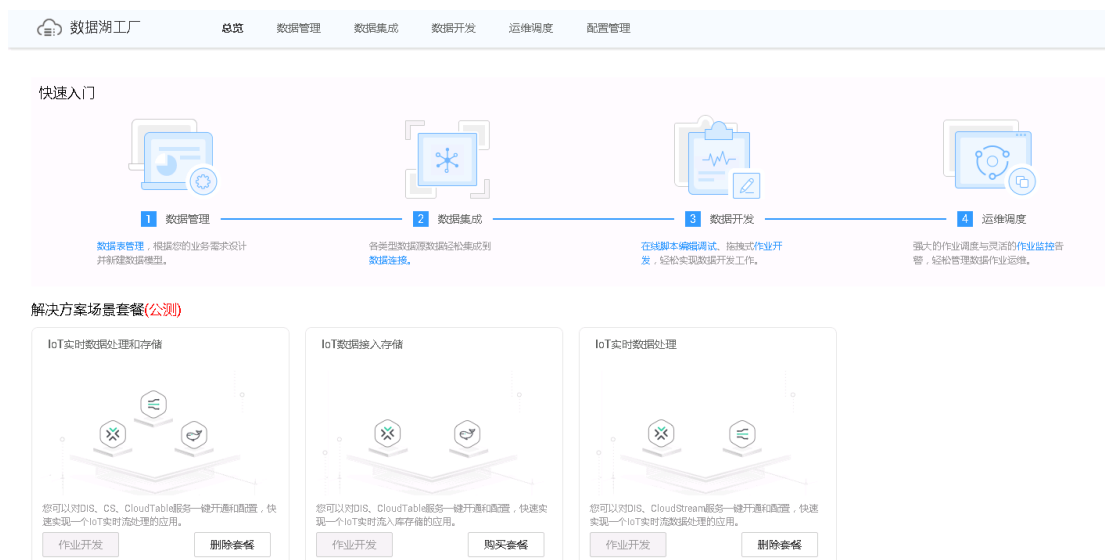 数据湖工厂 总览 数据管理 数据集成 数据开发 运维调度 配置管理
快速入门
1 数据管理 2 数据集成 3 数据开发 4 运维调度
数据表管理，根据您的业务需求设计
并新建数据模型。
各类型数据源数据轻松集成到
数据连接。
在线脚本编辑调试、拖拽式作业开
发，轻松实现数据开发工作。
强大的作业调度与灵活的作业监控告
警，轻松管理数据作业运维。
解决方案场景套餐(公测)
IoT实时数据处理和存储
您可以对DIS、CS、CloudTable服务一键开通和配置，快
速实现一个IoT实时流处理的应用。
作业开发 删除套餐
IoT数据接入存储
您可以对DIS、CloudTable服务一键开通和配置，快速实
现一个IoT实时流入库存储的应用。
作业开发 购买套餐
IoT实时数据处理
您可以对DIS、CloudStream服务一键开通和配置，快速
实现一个IoT实时流数据处理的应用。
作业开发 删除套餐